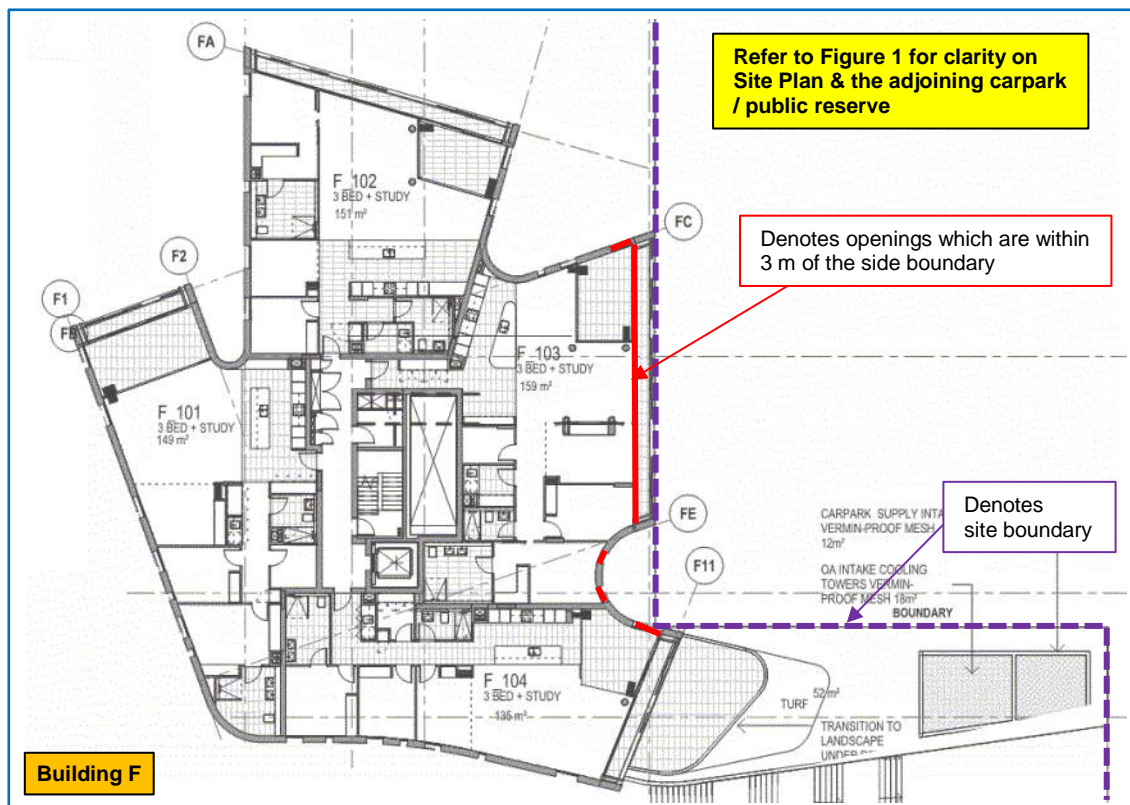 FA
Refer to Figure 1 for clarity on
Site Plan & the adjoining carpark
/ public reserve
F_102
3 BED + STUDY
151 m²
FC
Denotes openings which are within
3 m of the side boundary
F2
F1
F_103
3 BED + STUDY
159 m²
F_101
3 BED + STUDY
149 m²
Denotes
site boundary
CARPARK SUPPLY
VERMIN-PROOF MESH
12m²
FE
F11
OA INTAKE COOLING
TOWERS VERMIN-
PROOF MESH 18m²
BOUNDARY
F_104
3 BED + STUDY
135 m²
52 m²
TURF
TRANSITION TO
LANDSCAPE
Building F